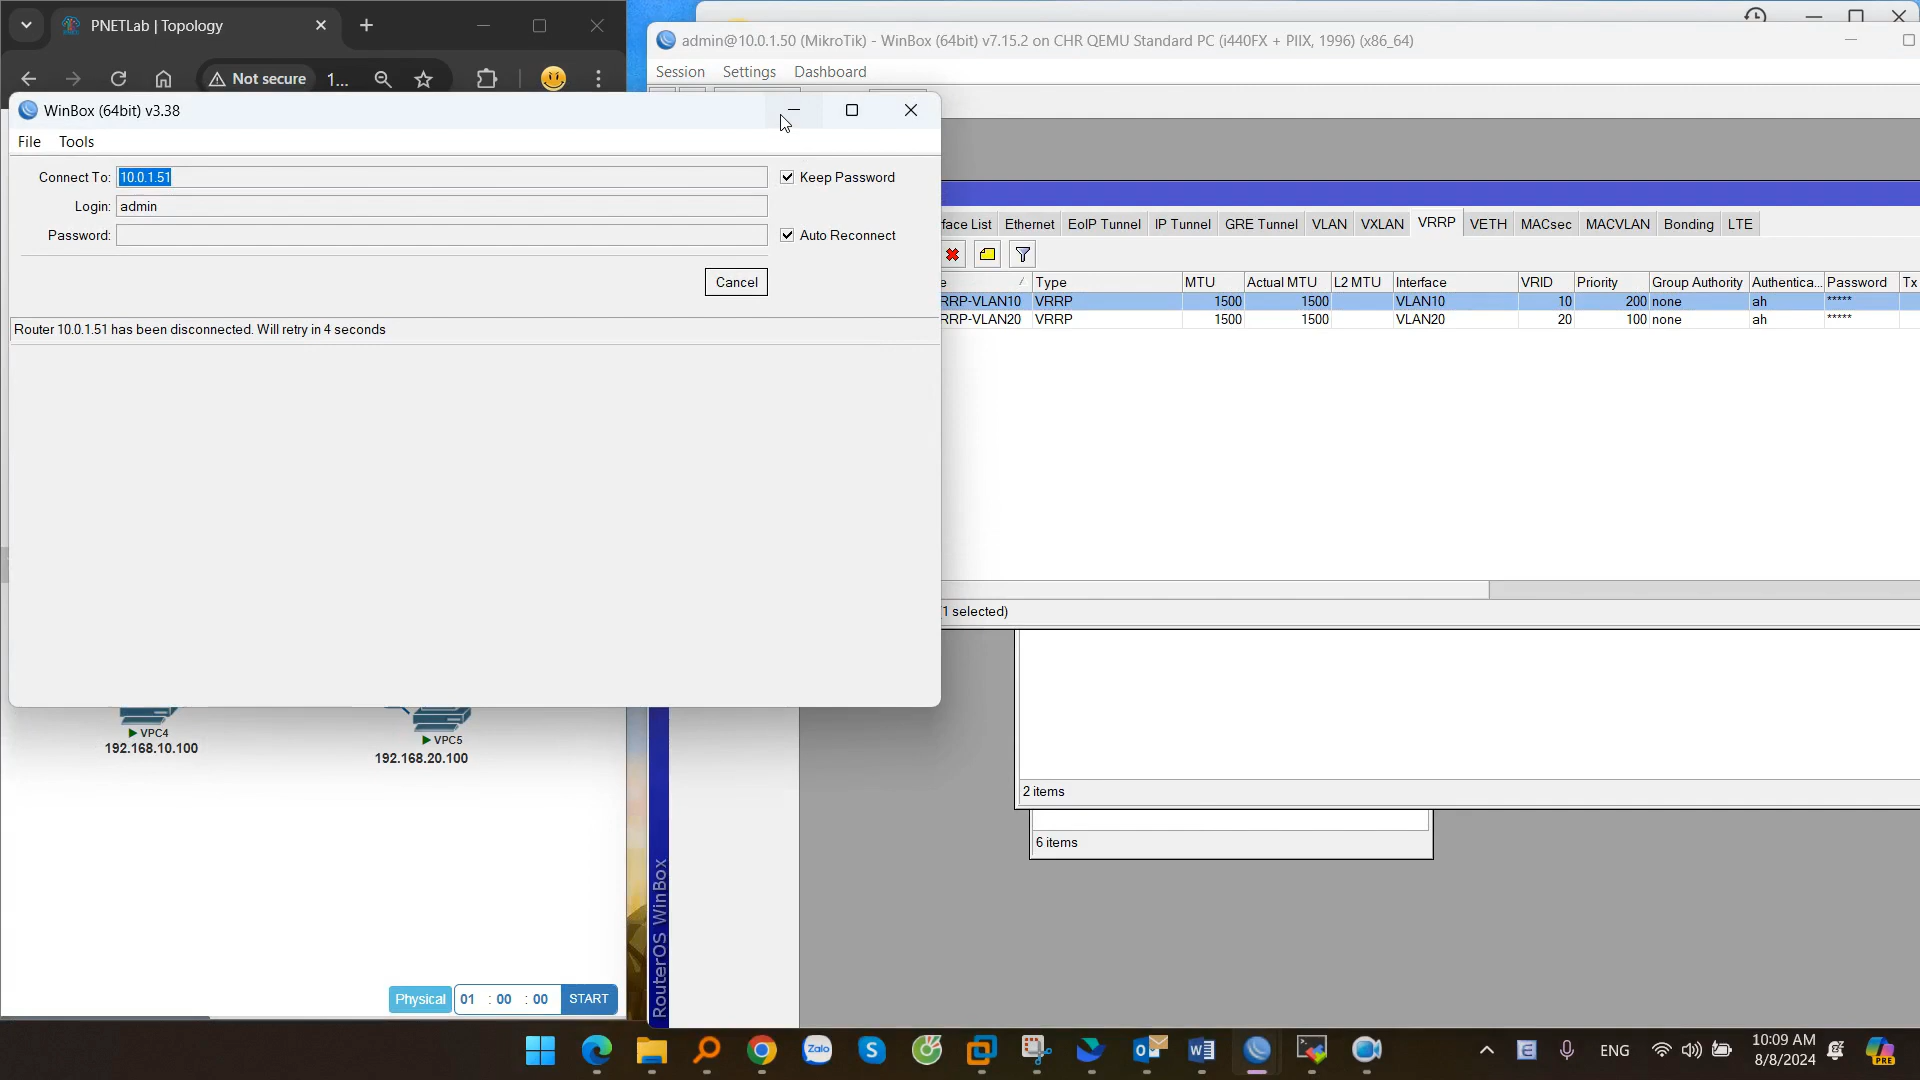 PNETLab | Topology
Not secure
1...
admin@10.0.1.50 (MikroTik) - WinBox (64bit) v7.15.2 on CHR QEMU Standard PC (i440FX + PIIX, 1996) (x86_64)
Session Settings Dashboard
WinBox (64bit) v3.38
File Tools
Connect To: 10.0.1.51
Keep Password
Login: admin
Password:
Auto Reconnect
Cancel
Router 10.0.1.51 has been disconnected. Will retry in 4 seconds
face List Ethernet EoIP Tunnel IP Tunnel GRE Tunnel VLAN VXLAN VRRP VETH MACsec MACVLAN Bonding LTE
e Type MTU Actual MTU L2 MTU Interface VRID Priority Group Authority Authentica... Password Tx
RRP-VLAN10 VRRP 1500 1500 VLAN10 10 200 none ah *****
RRP-VLAN20 VRRP 1500 1500 VLAN20 20 100 none ah *****
(1 selected)
2 items
6 items
VPC4
192.168.10.100
VPC5
192.168.20.100
RouterOS WinBox
Physical 01 : 00 : 00 START
Zalo
ENG
10:09 AM
8/8/2024
PRE